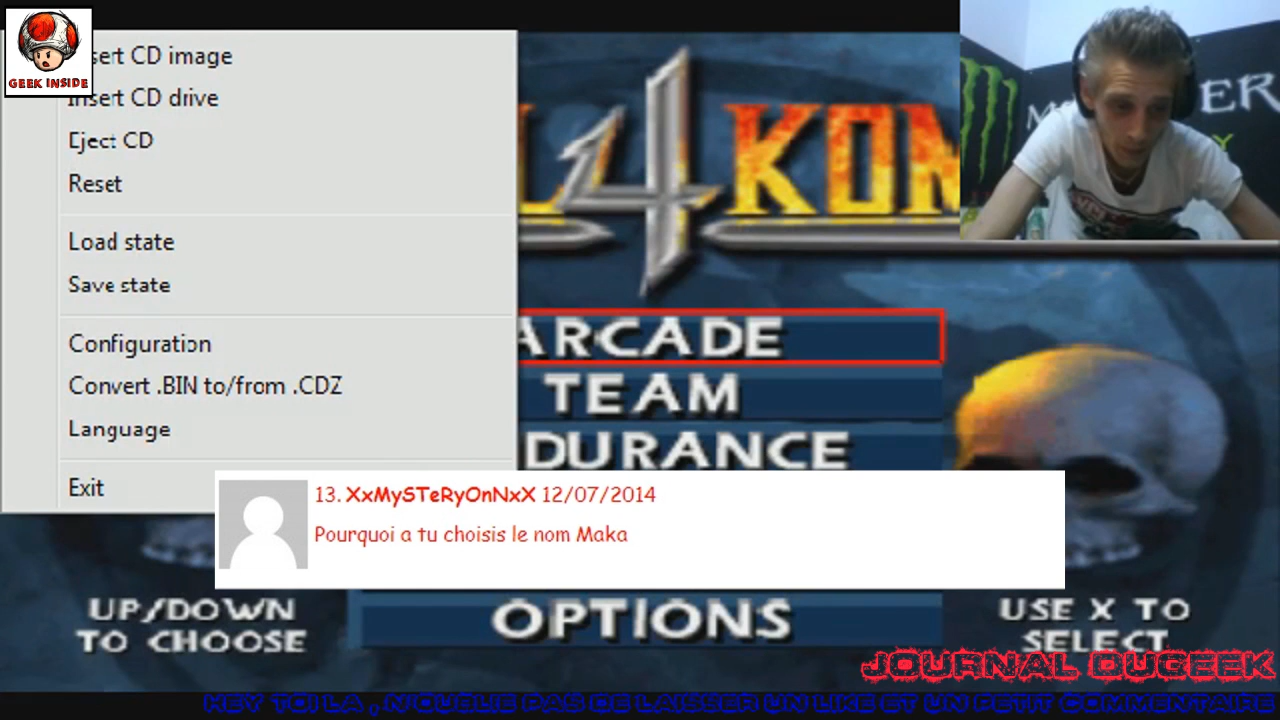 GEEK INSIDE
sert CD image
Insert CD drive
Eject CD
Reset
Load state
Save state
Configuration
Convert .BIN to/from .CDZ
Language
Exit
L 4 KOM
MO
ER
Y
ARCADE
TEAM
DURANCE
13. XxMySTeRyOnNxX 12/07/2014
Pourquoi a tu choisis le nom Maka
UP/DOWN
TO CHOOSE
OPTIONS
USE X TO
SELECT
JOURNAL DUGEEK
HEY TOI LA , N'OUBLIE PAS DE LAISSER UN LIKE ET UN PETIT COMMENTAIRE